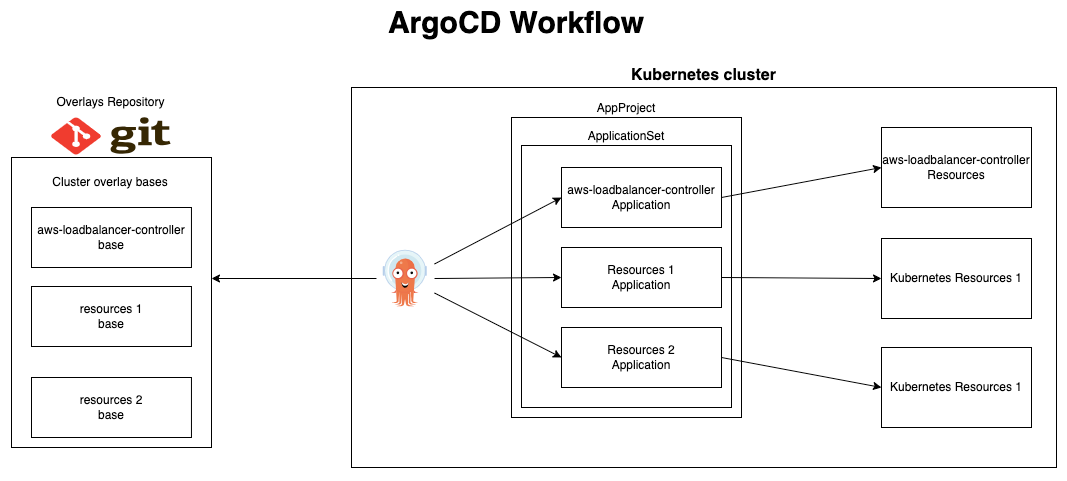 ArgoCD Workflow
Overlays Repository
git
Cluster overlay bases
aws-loadbalancer-controller
base
resources 1
base
resources 2
base
Kubernetes cluster
AppProject
ApplicationSet
aws-loadbalancer-controller
Application
Resources 1
Application
Resources 2
Application
aws-loadbalancer-controller
Resources
Kubernetes Resources 1
Kubernetes Resources 1